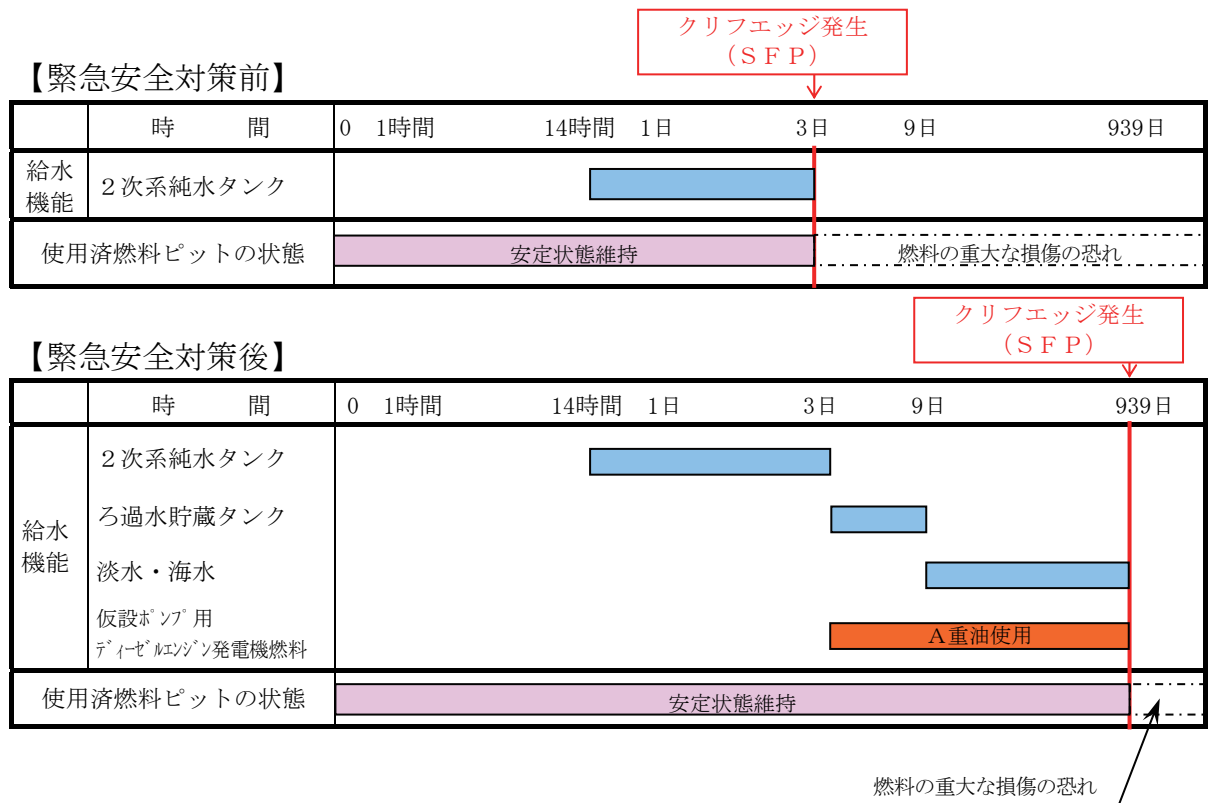 クリフエッジ発生
(ＳＦＰ)
【緊急安全対策前】
時　間 0 1時間 14時間 1日 3日 9日 939日
給水
機能
２次系純水タンク
使用済燃料ピットの状態 安定状態維持 燃料の重大な損傷の恐れ
クリフエッジ発生
(ＳＦＰ)
【緊急安全対策後】
時　間 0 1時間 14時間 1日 3日 9日 939日
給水
機能
２次系純水タンク
ろ過水貯蔵タンク
淡水・海水
仮設ﾎﾟﾝﾌﾟ用
ﾃﾞｨｰｾﾞﾙｴﾝｼﾞﾝ発電機燃料
Ａ重油使用
使用済燃料ピットの状態 安定状態維持
燃料の重大な損傷の恐れ